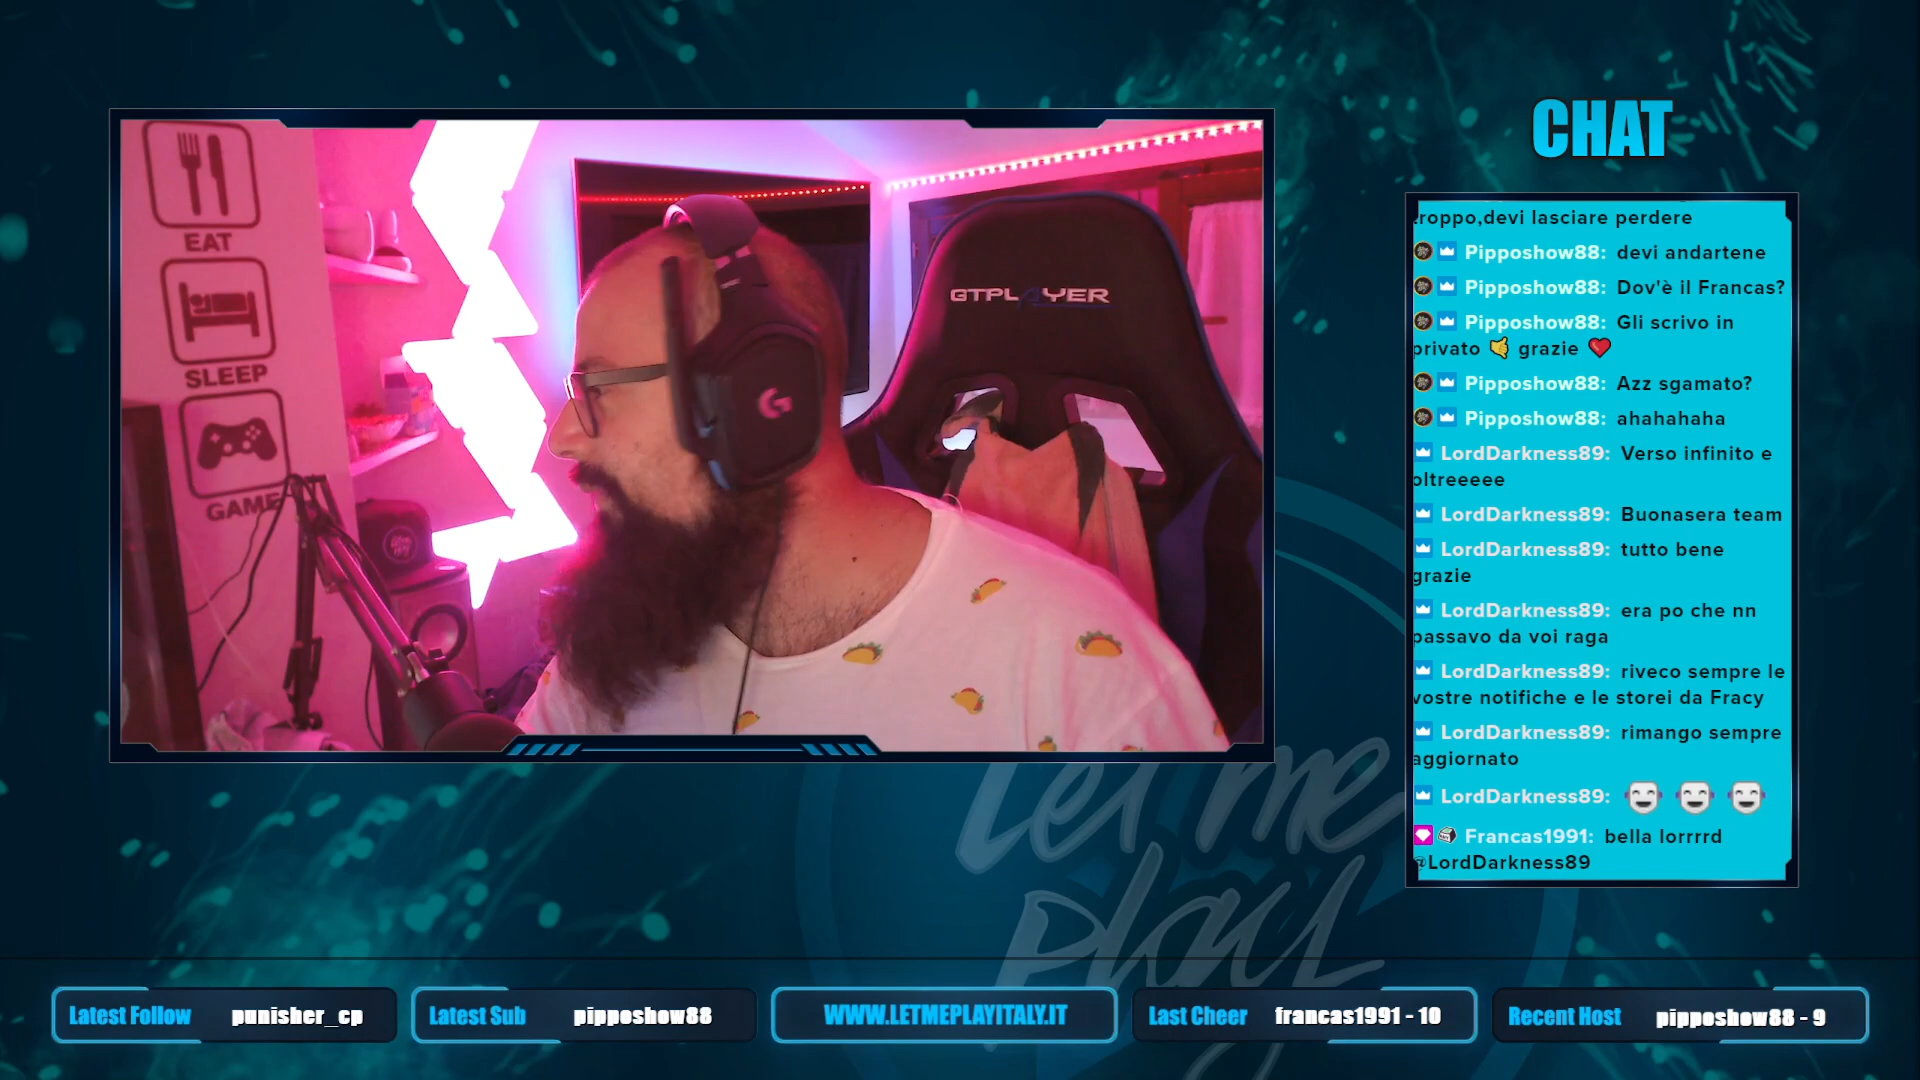 CHAT
EAT
SLEEP
GAME
GTPLAYER
G
troppo,devi lasciare perdere
Pipposhow88: devi andartene
Pipposhow88: Dov'è il Francas?
Pipposhow88: Gli scrivo in
privato 🤙 grazie ❤️
Pipposhow88: Azz sgamato?
Pipposhow88: ahahahaha
LordDarkness89: Verso infinito e
oltreeeee
LordDarkness89: Buonasera team
LordDarkness89: tutto bene
grazie
LordDarkness89: era po che nn
passavo da voi raga
LordDarkness89: riveco sempre le
vostre notifiche e le storei da Fracy
LordDarkness89: rimango sempre
aggiornato
LordDarkness89:
Francas1991: bella lorrrrd
@LordDarkness89
Let me
play
Latest Follow punisher_cp
Latest Sub pipposhow88
WWW.LETMEPLAYITALY.IT
Last Cheer francas1991 - 10
Recent Host pipposhow88 - 9